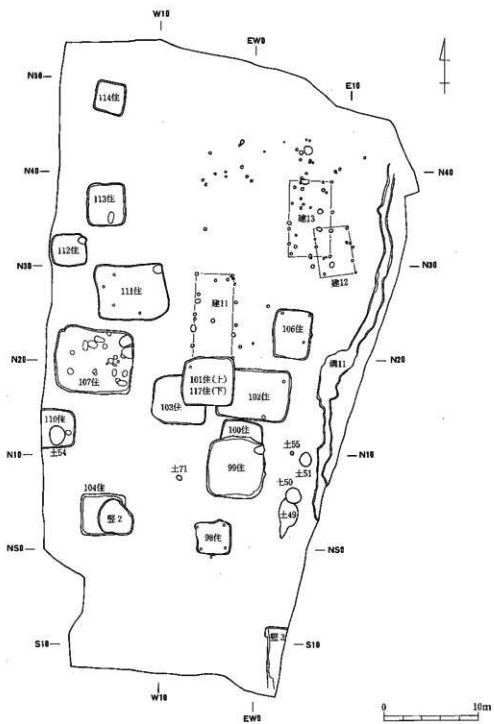 W10
EW0
E10
N50
114住
N40
N40
113住
建13
112住
建12
N30
N30
111住
建11
106住
N20
溝11
N20
107住
101住(上)
117住(下)
102住
103住
110住
100住
土54
N10
土55
N10
99住
土51
土71
土50
104住
竪2
土49
98住
NS0
NS0
竪3
S10
S10
W10
EW0
0
10m